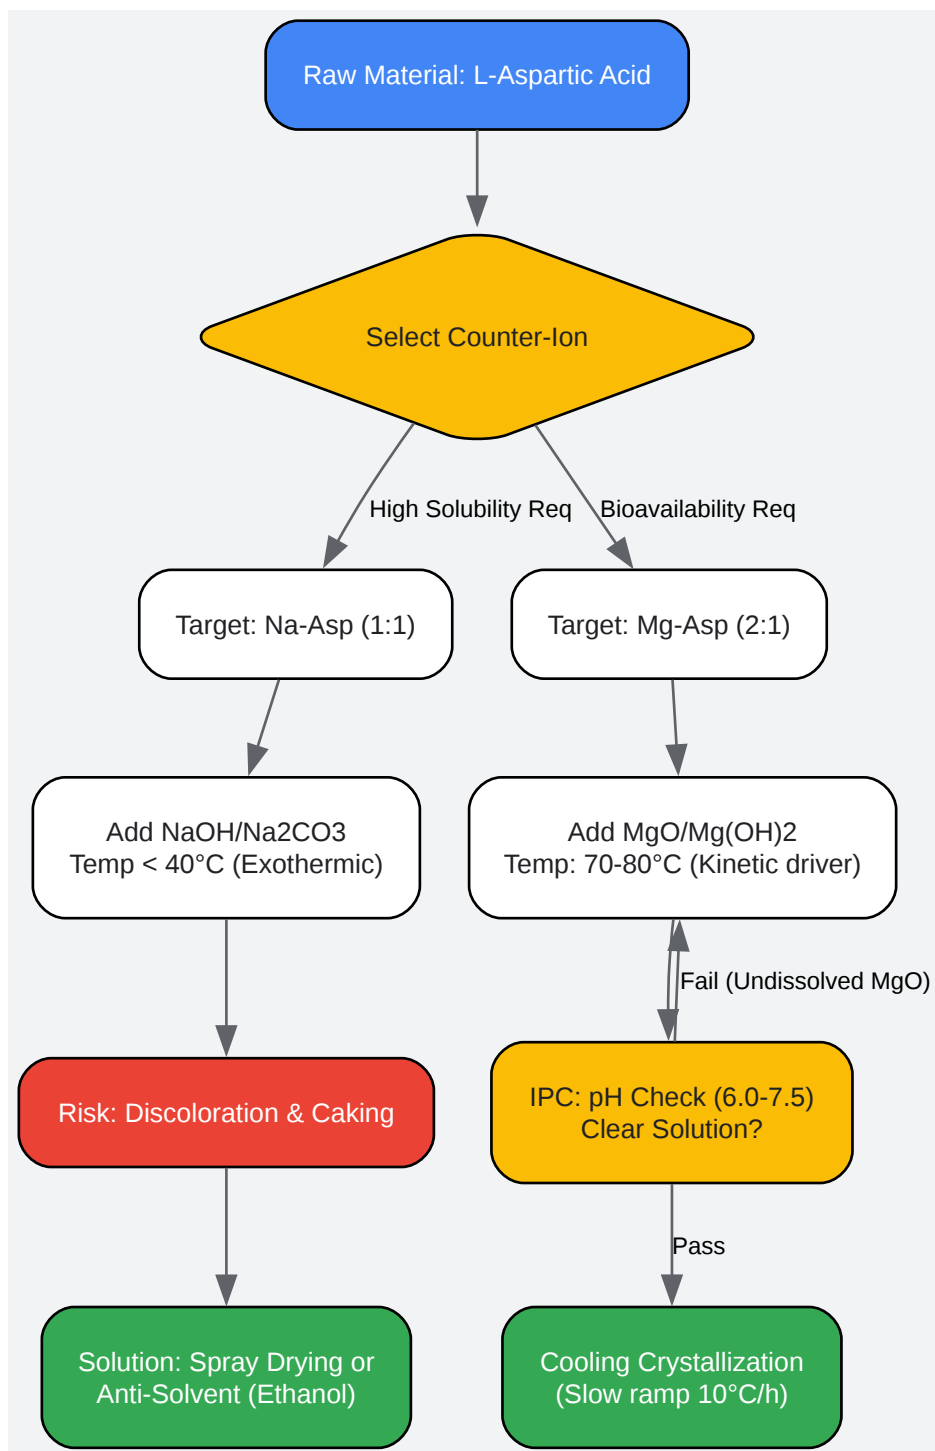 Raw Material: L-Aspartic Acid
Select Counter-Ion
High Solubility Req
Bioavailability Req
Target: Na-Asp (1:1)
Target: Mg-Asp (2:1)
Add NaOH/Na2CO3
Temp < 40°C (Exothermic)
Add MgO/Mg(OH)2
Temp: 70-80°C (Kinetic driver)
Fail (Undissolved MgO)
Risk: Discoloration & Caking
IPC: pH Check (6.0-7.5)
Clear Solution?
Pass
Solution: Spray Drying or
Anti-Solvent (Ethanol)
Cooling Crystallization
(Slow ramp 10°C/h)